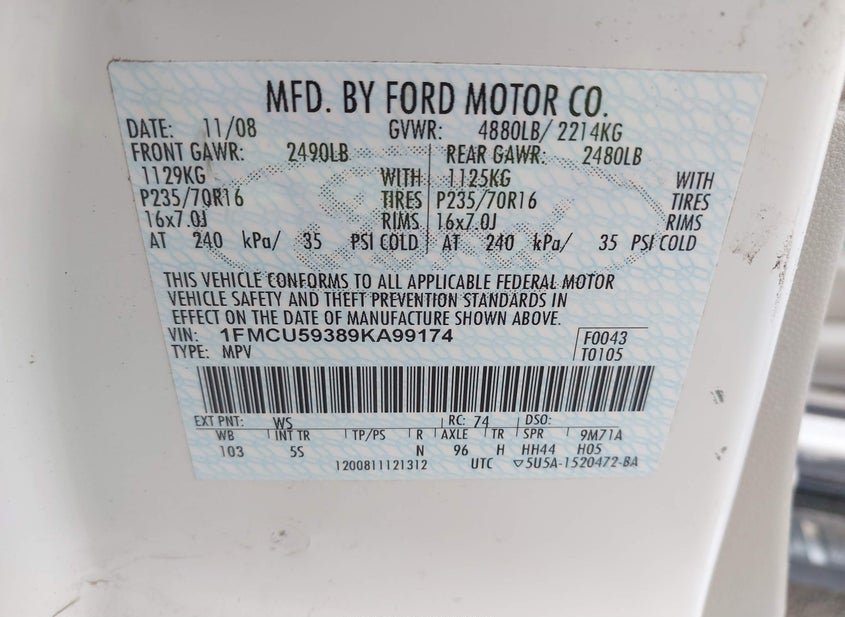 MFD. BY FORD MOTOR CO.
DATE: 11/08 GVWR: 4880LB/ 2214KG
FRONT GAWR: 2490LB REAR GAWR: 2480LB
1129KG WITH 1125KG WITH
P235/70R16 TIRES P235/70R16 TIRES
16x7.0J RIMS 16x7.0J RIMS
AT 240 kPa/ 35 PSI COLD AT 240 kPa/ 35 PSI COLD
THIS VEHICLE CONFORMS TO ALL APPLICABLE FEDERAL MOTOR
VEHICLE SAFETY AND THEFT PREVENTION STANDARDS IN
EFFECT ON THE DATE OF MANUFACTURE SHOWN ABOVE.
VIN: 1FMCU59389KA99174 F0043
TYPE: MPV T0105
EXT PNT: WS RC: 74 DSO:
WB INT TR TP/PS R AXLE TR SPR 9M71A
103 5S N 96 H HH44 H05
1200811121312 UTC ▽5U5A-1520472-BA